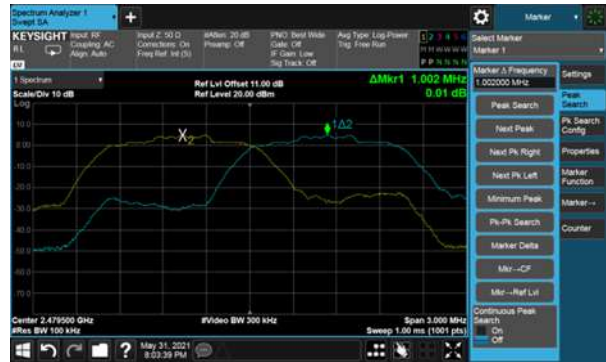 Spectrum Analyzer 1
Swept SA
+
Marker
KEYSIGHT
Input: RF
Coupling: AC
Align: Auto
Input Z: 50 Ω
Corrections: On
Freq Ref: Int (S)
#Atten: 20 dB
Preamp: Off
PNO: Best Wide
Gate: Off
IF Gain: Low
Sig Track: Off
Avg Type: Log-Power
Trig: Free Run
1 2 3 4 5 6
M M W W W W
P P N N N N
RL
LXI
Select Marker
Marker 1
1 Spectrum
Scale/Div 10 dB
Log
Ref Lvl Offset 11.00 dB
Ref Level 20.00 dBm
ΔMkr1 1.002 MHz
0.01 dB
10.0
0.00
-10.0
-20.0
-30.0
-40.0
-50.0
-60.0
-70.0
X2
1Δ2
Center 2.479500 GHz
#Res BW 100 kHz
#Video BW 300 kHz
Span 3.000 MHz
Sweep 1.00 ms (1001 pts)
Marker Δ Frequency
1.002000 MHz
Peak Search
Next Peak
Next Pk Right
Next Pk Left
Minimum Peak
Pk-Pk Search
Marker Delta
Mkr→CF
Mkr→Ref Lvl
Continuous Peak
Search
On
Off
Settings
Peak
Search
Pk Search
Config
Properties
Marker
Function
Marker→
Counter
?
May 31, 2021
8:03:39 PM